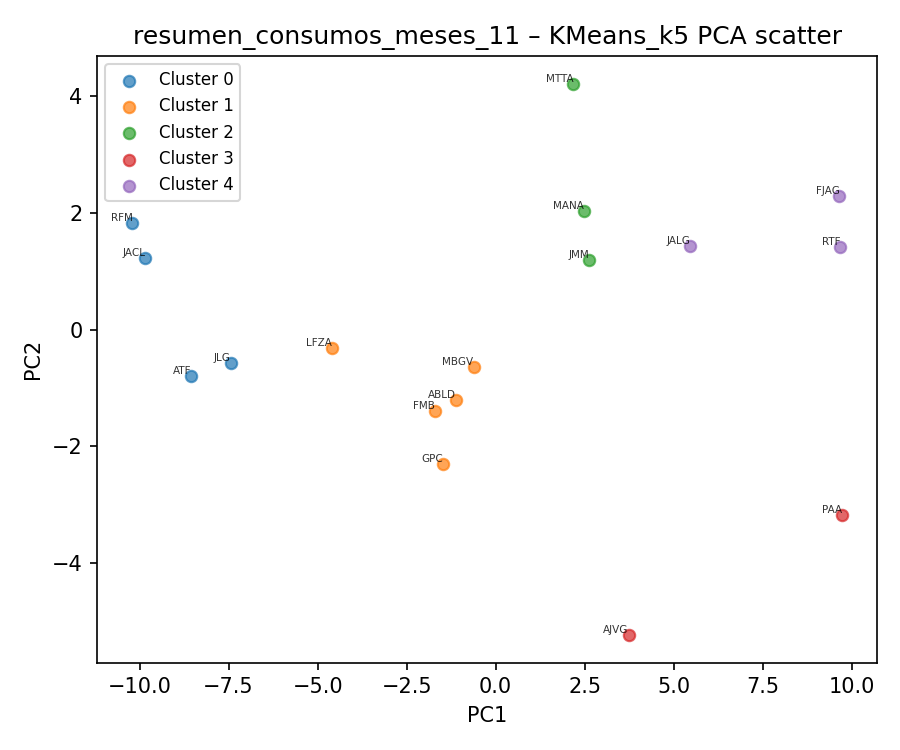 resumen_consumos_meses_11 – KMeans_k5 PCA scatter
Cluster 0
Cluster 1
Cluster 2
Cluster 3
Cluster 4
MTTA
FJAG
MANA
RFM
JALG
RTF
JACL
JMM
LFZA
JLG
MBGV
ATF
ABLD
FMB
GPC
PAA
AJVG
4
2
0
−2
−4
PC2
−10.0
−7.5
−5.0
−2.5
0.0
2.5
5.0
7.5
10.0
PC1